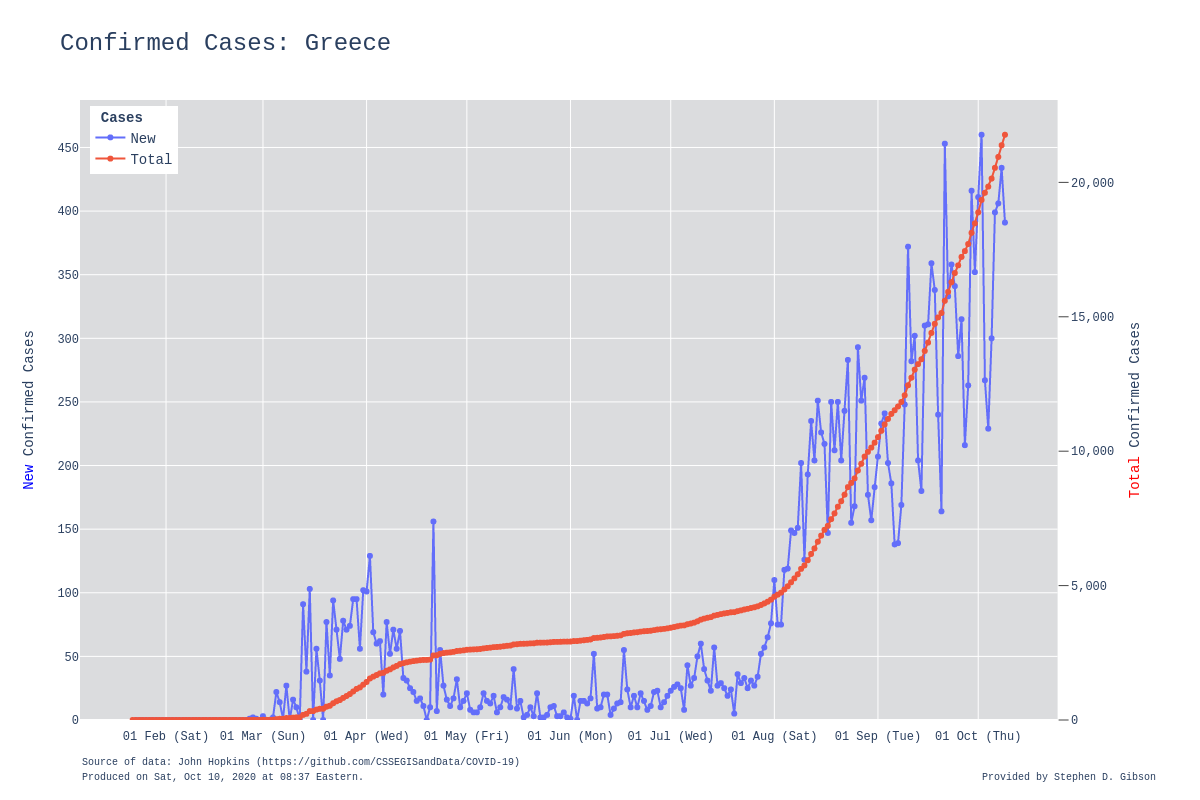 Confirmed Cases: Greece
Cases
New
Total
450
400
350
300
250
200
150
100
50
0
20,000
15,000
10,000
5,000
0
New Confirmed Cases
Total Confirmed Cases
01 Feb (Sat) 01 Mar (Sun) 01 Apr (Wed) 01 May (Fri) 01 Jun (Mon) 01 Jul (Wed) 01 Aug (Sat) 01 Sep (Tue) 01 Oct (Thu)
Source of data: John Hopkins (https://github.com/CSSEGISandData/COVID-19)
Produced on Sat, Oct 10, 2020 at 08:37 Eastern.
Provided by Stephen D. Gibson